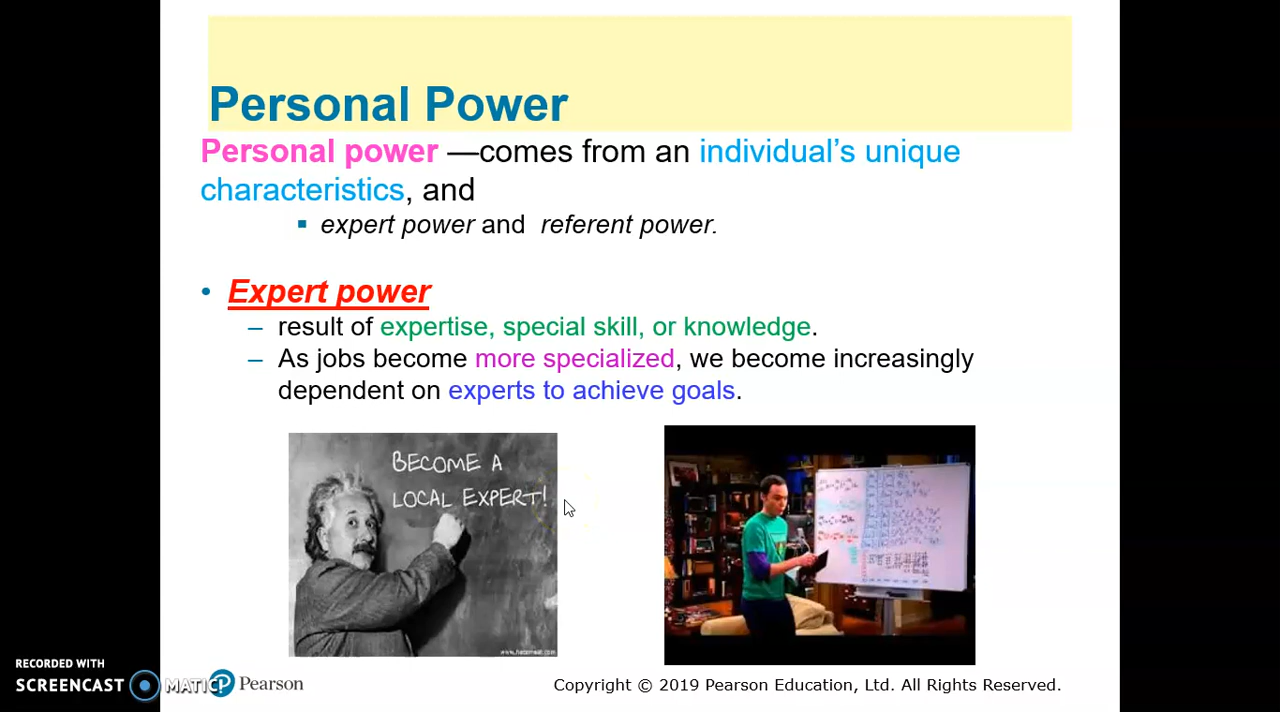 Personal Power
Personal power —comes from an individual's unique
characteristics, and
▪ expert power and referent power.
• Expert power
– result of expertise, special skill, or knowledge.
– As jobs become more specialized, we become increasingly
dependent on experts to achieve goals.
BECOME A
LOCAL EXPERT!
RECORDED WITH
SCREENCAST MATIC
Pearson
Copyright © 2019 Pearson Education, Ltd. All Rights Reserved.